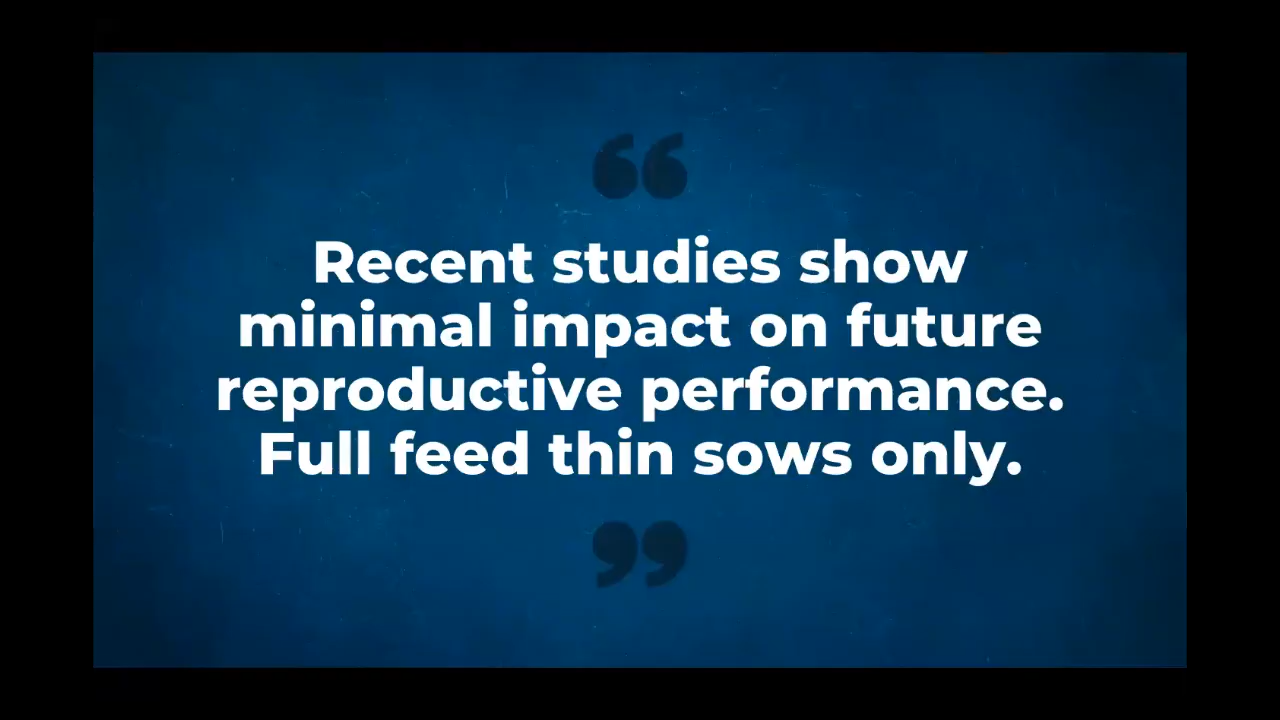 “
Recent studies show
minimal impact on future
reproductive performance.
Full feed thin sows only.
”